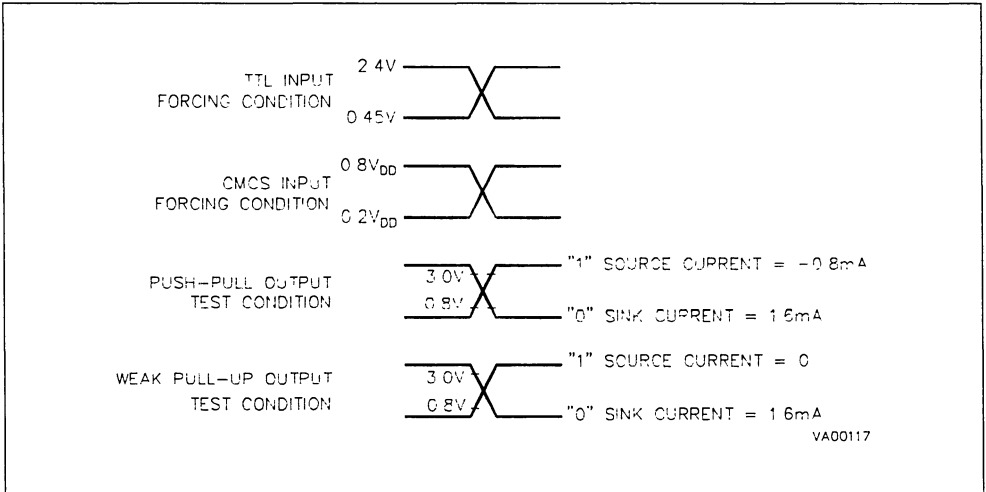 2.4V
TTL INPUT
FORCING CONDITION
0.45V
0.8VDD
CMOS INPUT
FORCING CONDITION
0.2VDD
PUSH-PULL OUTPUT
TEST CONDITION
3.0V
0.8V
"1" SOURCE CURRENT = -0.8mA
"0" SINK CURRENT = 1.6mA
WEAK PULL-UP OUTPUT
TEST CONDITION
3.0V
0.8V
"1" SOURCE CURRENT = 0
"0" SINK CURRENT = 1.6mA
VA00117